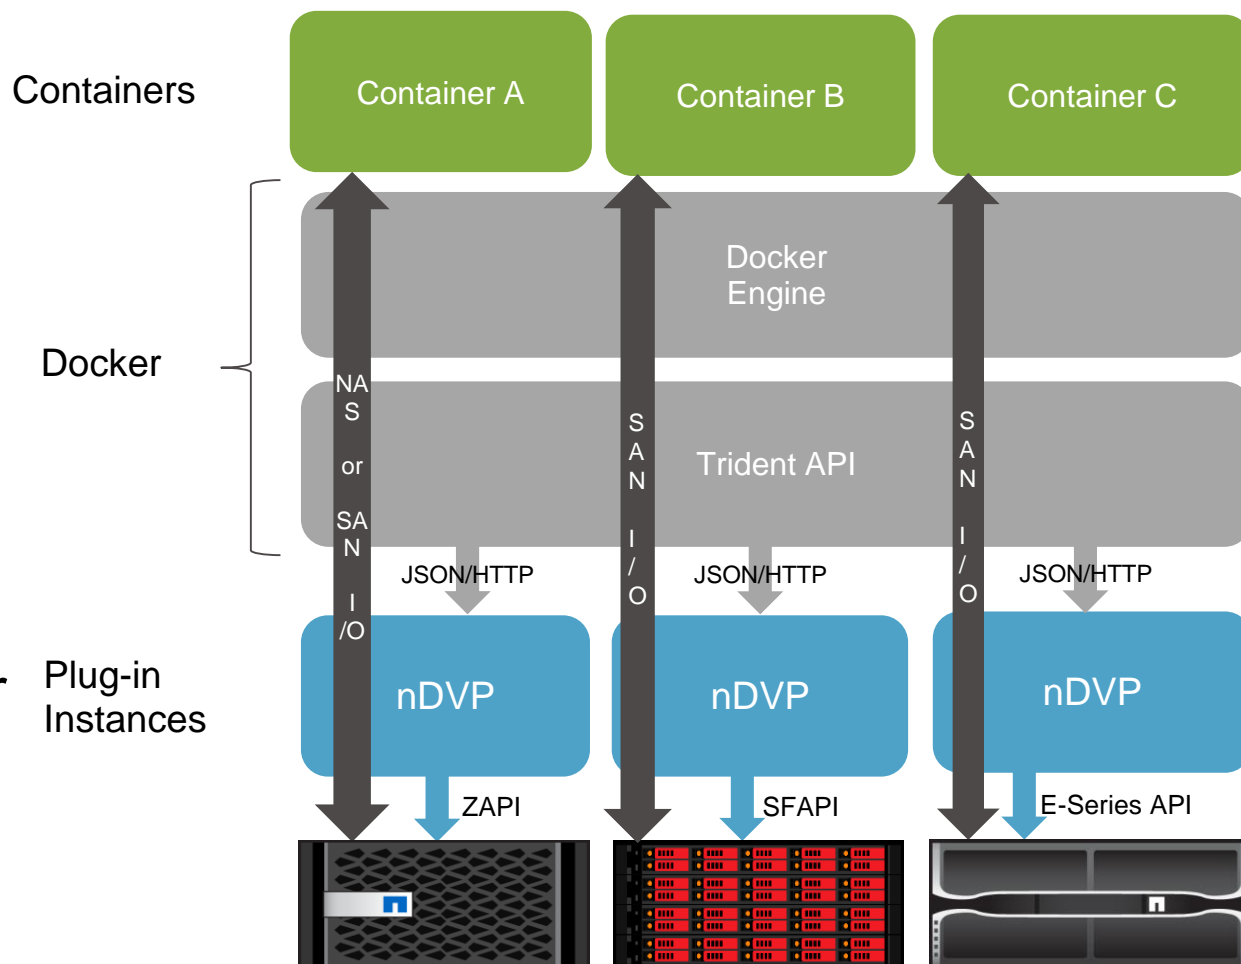 Containers
Container A
Container B
Container C
Docker
Engine
Docker
Trident API
NA
S
or
SA
N
I
/O
S
A
N
I
/
O
S
A
N
I
/
O
JSON/HTTP
JSON/HTTP
JSON/HTTP
Plug-in
Instances
nDVP
nDVP
nDVP
ZAPI
SFAPI
E-Series API